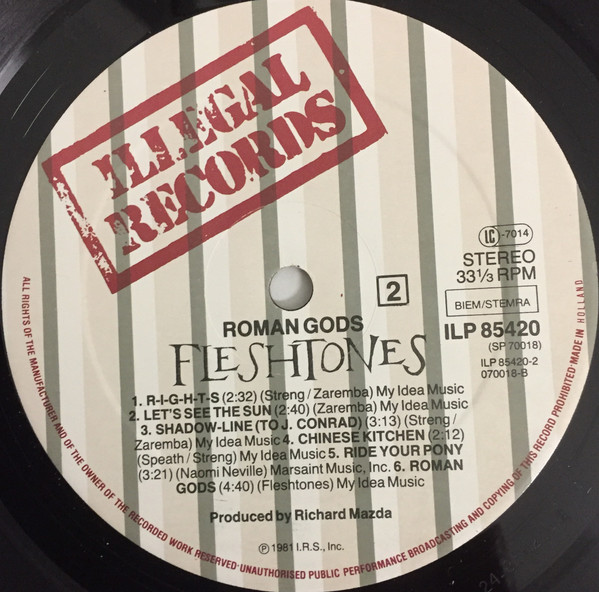 ILLEGAL
RECORDS
LC -7014
STEREO
33⅓ RPM
2
BIEM/STEMRA
ROMAN GODS
ILP 85420
(SP 70018)
FLESHTONES
ILP 85420-2
070018-B
1. R-I-G-H-T-S (2:32) (Streng/Zaremba) My Idea Music
2. LET'S SEE THE SUN (2:40) (Zaremba) My Idea Music
3. SHADOW-LINE (TO J. CONRAD) (3:13) (Streng/
Zaremba) My Idea Music 4. CHINESE KITCHEN (2:12)
(Speath/Streng) My Idea Music 5. RIDE YOUR PONY
(3:21) (Naomi Neville) Marsaint Music, Inc. 6. ROMAN
GODS (4:40) (Fleshtones) My Idea Music
Produced by Richard Mazda
℗ 1981 I.R.S., Inc.
ALL RIGHTS OF THE MANUFACTURER AND OF THE OWNER OF THE RECORDED WORK RESERVED·UNAUTHORISED PUBLIC PERFORMANCE BROADCASTING AND COPYING OF THIS RECORD PROHIBITED·MADE IN HOLLAND